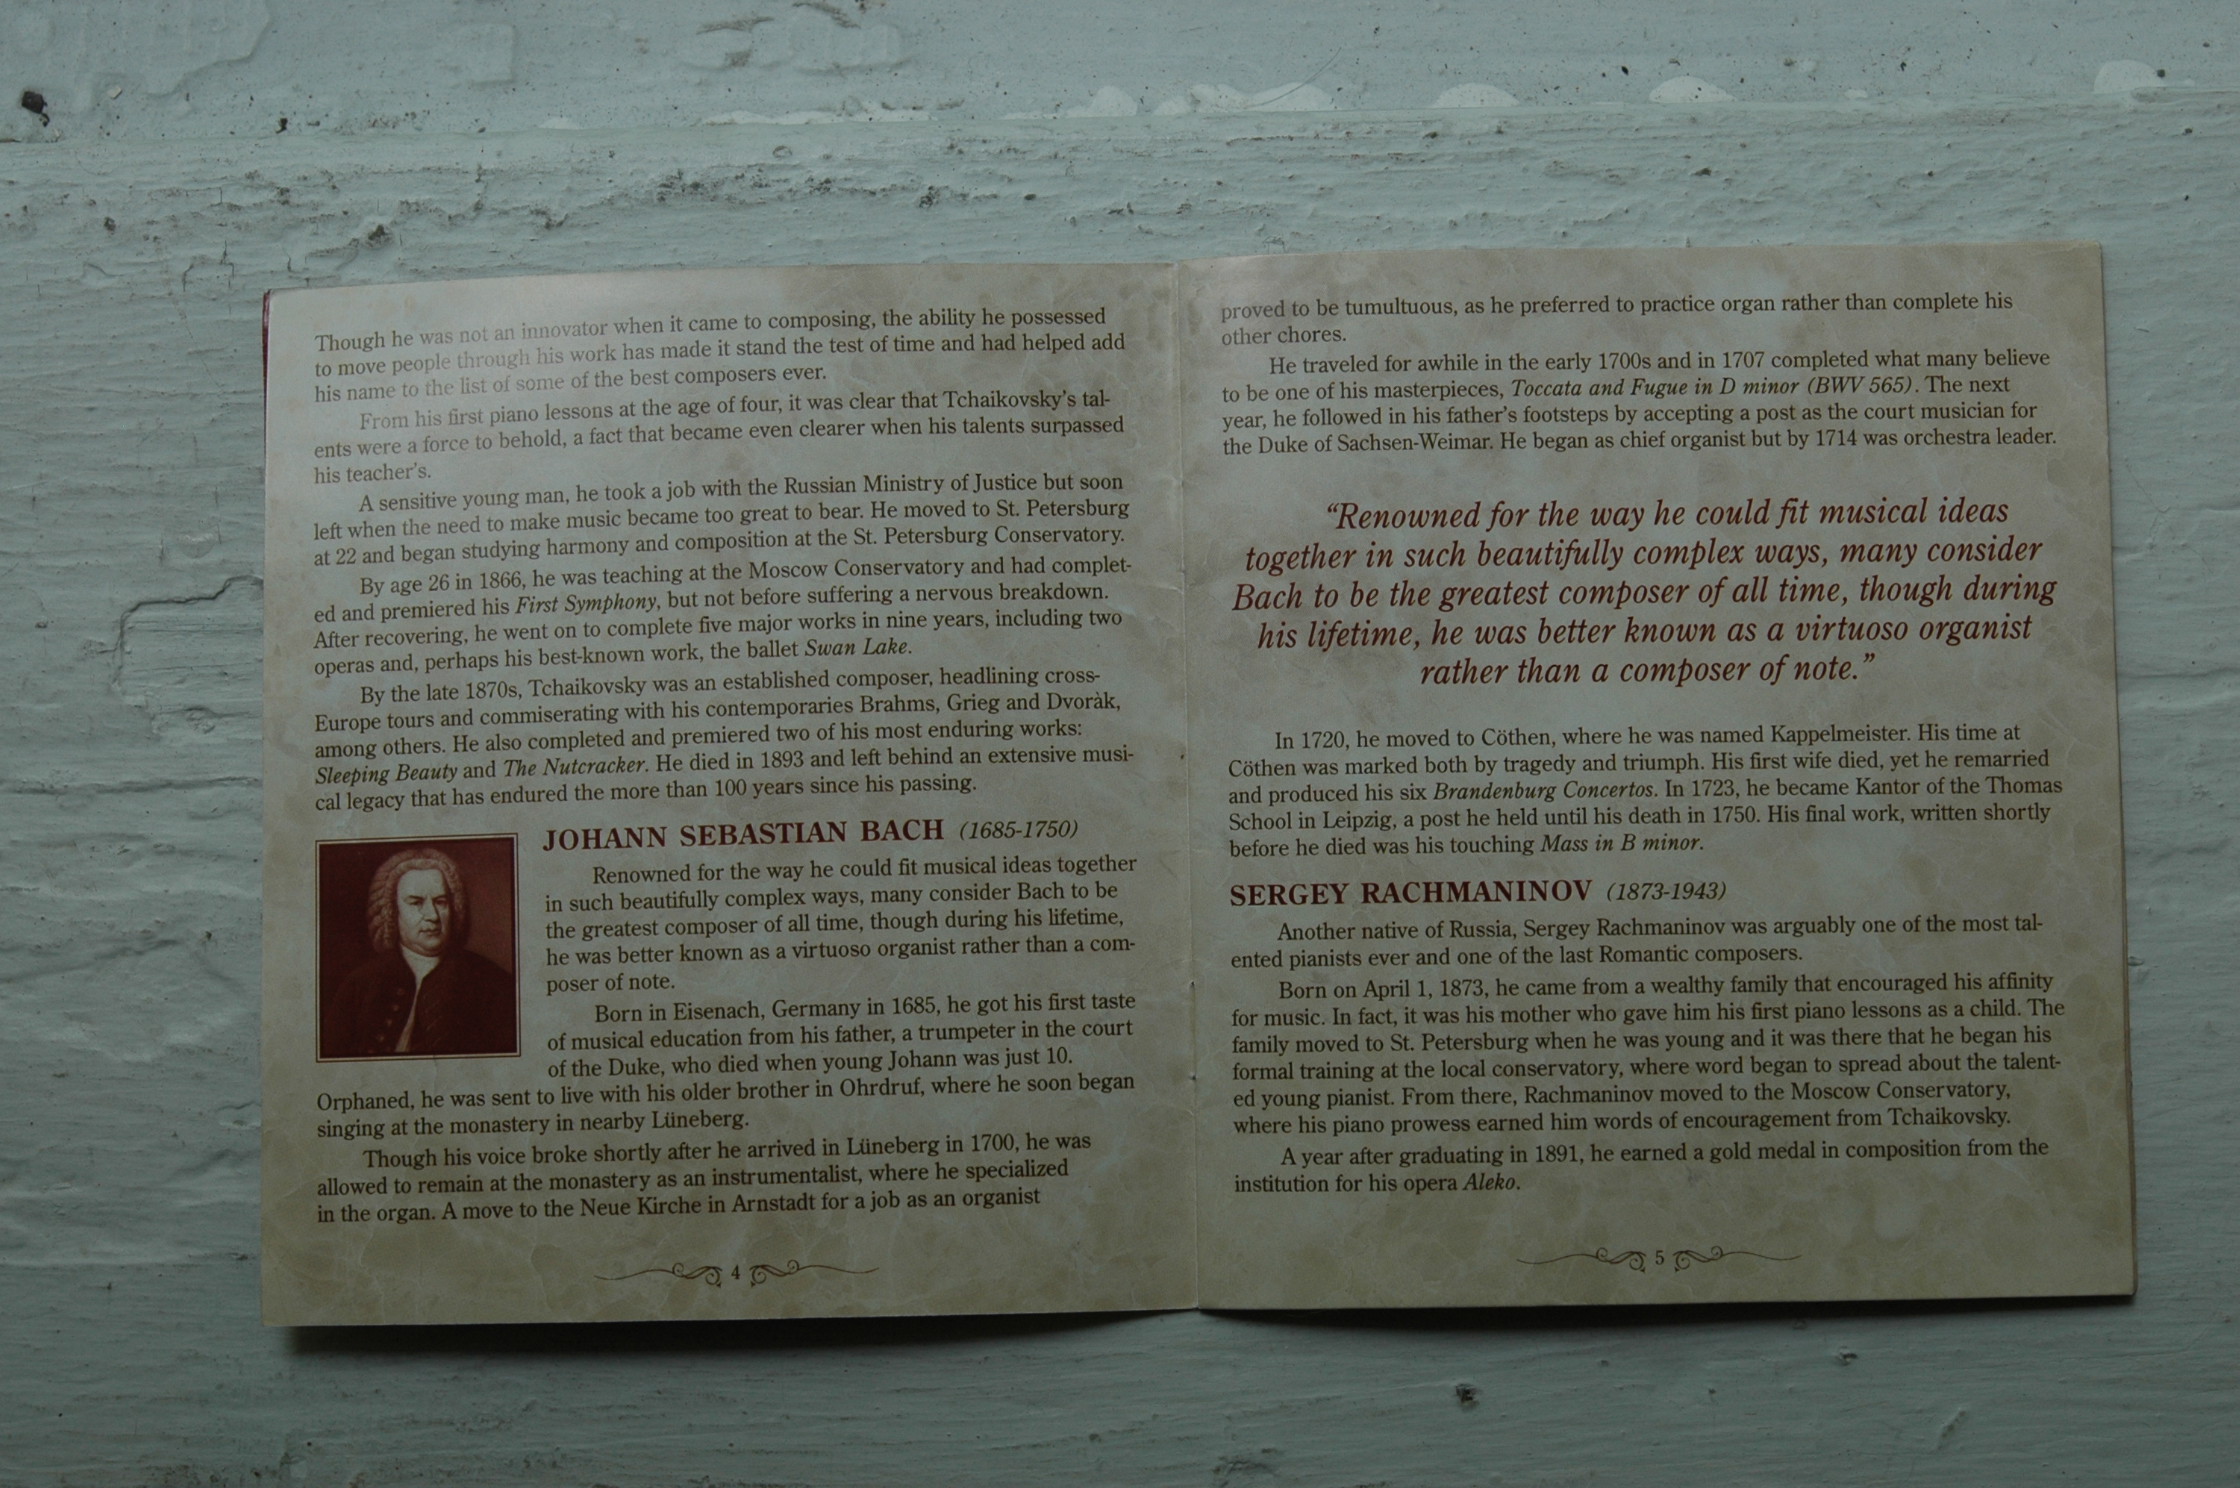 Though he was not an innovator when it came to composing, the ability he possessed
to move people through his work has made it stand the test of time and had helped add
his name to the list of some of the best composers ever.
From his first piano lessons at the age of four, it was clear that Tchaikovsky's tal-
ents were a force to behold, a fact that became even clearer when his talents surpassed
his teacher's.
A sensitive young man, he took a job with the Russian Ministry of Justice but soon
left when the need to make music became too great to bear. He moved to St. Petersburg
at 22 and began studying harmony and composition at the St. Petersburg Conservatory.
By age 26 in 1866, he was teaching at the Moscow Conservatory and had complet-
ed and premiered his First Symphony, but not before suffering a nervous breakdown.
After recovering, he went on to complete five major works in nine years, including two
operas and, perhaps his best-known work, the ballet Swan Lake.
By the late 1870s, Tchaikovsky was an established composer, headlining cross-
Europe tours and commiserating with his contemporaries Brahms, Grieg and Dvoràk,
among others. He also completed and premiered two of his most enduring works:
Sleeping Beauty and The Nutcracker. He died in 1893 and left behind an extensive musi-
cal legacy that has endured the more than 100 years since his passing.
JOHANN SEBASTIAN BACH (1685-1750)
Renowned for the way he could fit musical ideas together
in such beautifully complex ways, many consider Bach to be
the greatest composer of all time, though during his lifetime,
he was better known as a virtuoso organist rather than a com-
poser of note.
Born in Eisenach, Germany in 1685, he got his first taste
of musical education from his father, a trumpeter in the court
of the Duke, who died when young Johann was just 10.
Orphaned, he was sent to live with his older brother in Ohrdruf, where he soon began
singing at the monastery in nearby Lüneberg.
Though his voice broke shortly after he arrived in Lüneberg in 1700, he was
allowed to remain at the monastery as an instrumentalist, where he specialized
in the organ. A move to the Neue Kirche in Arnstadt for a job as an organist
4
proved to be tumultuous, as he preferred to practice organ rather than complete his
other chores.
He traveled for awhile in the early 1700s and in 1707 completed what many believe
to be one of his masterpieces, Toccata and Fugue in D minor (BWV 565). The next
year, he followed in his father's footsteps by accepting a post as the court musician for
the Duke of Sachsen-Weimar. He began as chief organist but by 1714 was orchestra leader.
“Renowned for the way he could fit musical ideas
together in such beautifully complex ways, many consider
Bach to be the greatest composer of all time, though during
his lifetime, he was better known as a virtuoso organist
rather than a composer of note.”
In 1720, he moved to Cöthen, where he was named Kappelmeister. His time at
Cöthen was marked both by tragedy and triumph. His first wife died, yet he remarried
and produced his six Brandenburg Concertos. In 1723, he became Kantor of the Thomas
School in Leipzig, a post he held until his death in 1750. His final work, written shortly
before he died was his touching Mass in B minor.
SERGEY RACHMANINOV (1873-1943)
Another native of Russia, Sergey Rachmaninov was arguably one of the most tal-
ented pianists ever and one of the last Romantic composers.
Born on April 1, 1873, he came from a wealthy family that encouraged his affinity
for music. In fact, it was his mother who gave him his first piano lessons as a child. The
family moved to St. Petersburg when he was young and it was there that he began his
formal training at the local conservatory, where word began to spread about the talent-
ed young pianist. From there, Rachmaninov moved to the Moscow Conservatory,
where his piano prowess earned him words of encouragement from Tchaikovsky.
A year after graduating in 1891, he earned a gold medal in composition from the
institution for his opera Aleko.
5